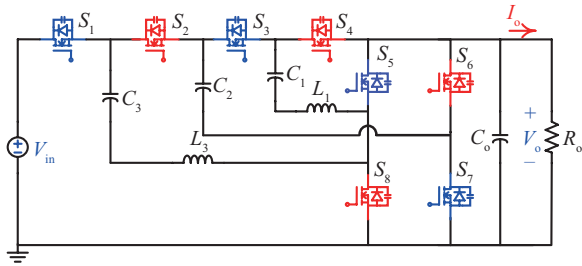 S1 S2 S3 S4 Io
S5 S6
C3 C2 C1 L1
L3
Vin
+
Vo
−
Co Ro
S8 S7